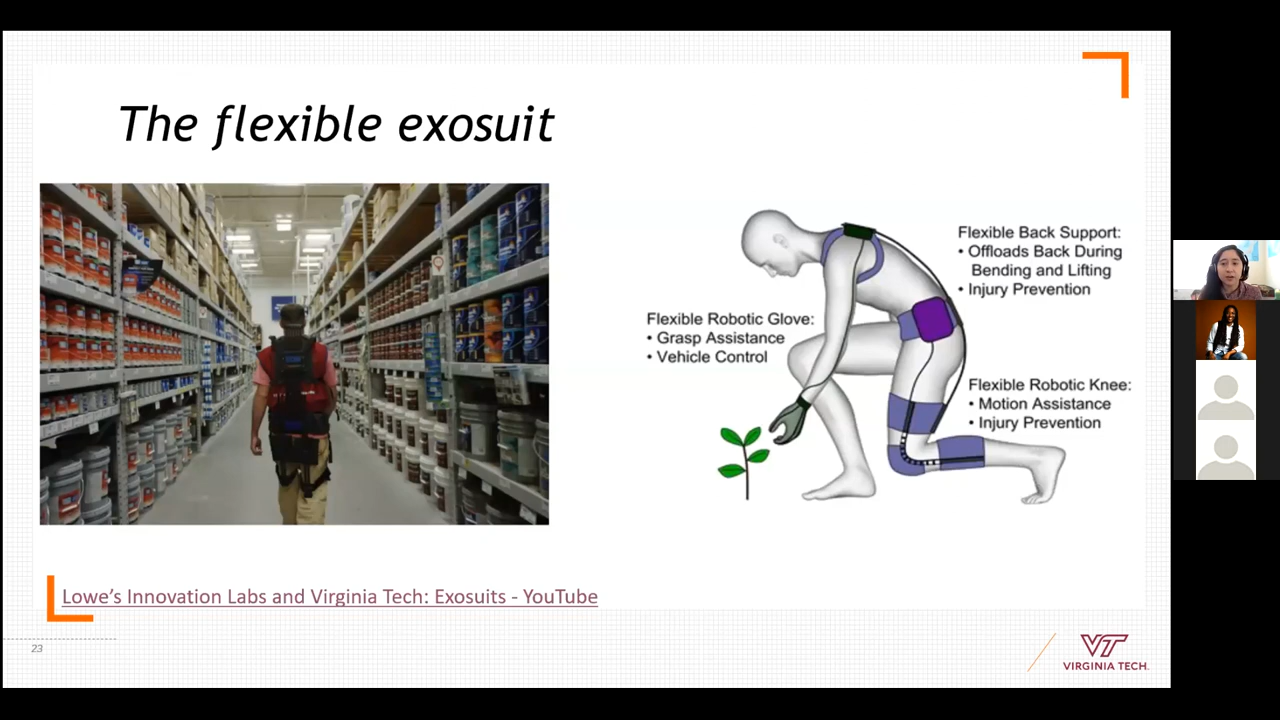 The flexible exosuit
Flexible Back Support:
• Offloads Back During
Bending and Lifting
• Injury Prevention
Flexible Robotic Glove:
• Grasp Assistance
• Vehicle Control
Flexible Robotic Knee:
• Motion Assistance
• Injury Prevention
Lowe’s Innovation Labs and Virginia Tech: Exosuits - YouTube
23
VT
VIRGINIA TECH.